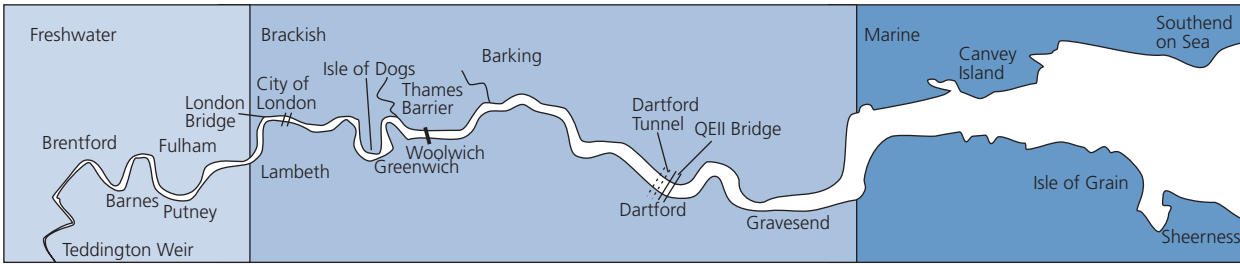 Freshwater
Brackish
Marine
Southend
on Sea
Canvey
Island
Barking
Isle of Dogs
City of
London
Thames
Barrier
London
Bridge
Dartford
Tunnel
QEII Bridge
Brentford
Fulham
Woolwich
Greenwich
Lambeth
Barnes
Putney
Isle of Grain
Dartford
Gravesend
Sheerness
Teddington Weir